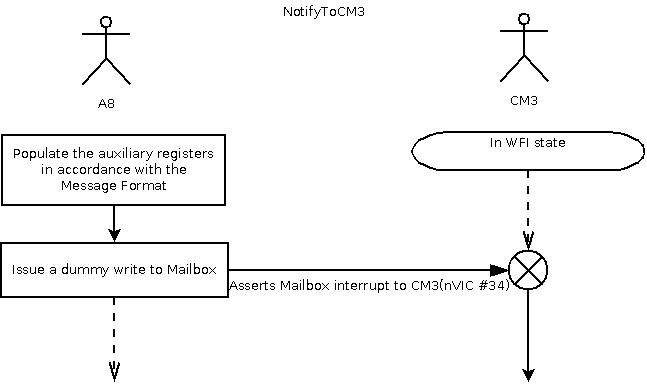 NotifyToCM3
A8
CM3
Populate the auxiliary registers
in accordance with the
Message Format
In WFI state
Issue a dummy write to Mailbox
Asserts Mailbox interrupt to CM3(nVIC #34)